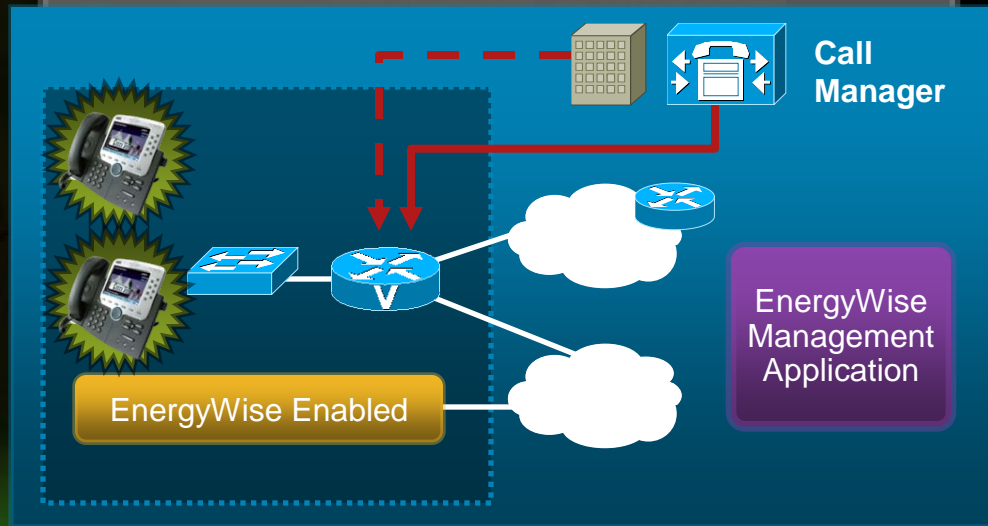 Call
Manager
V
EnergyWise
Management
Application
EnergyWise Enabled